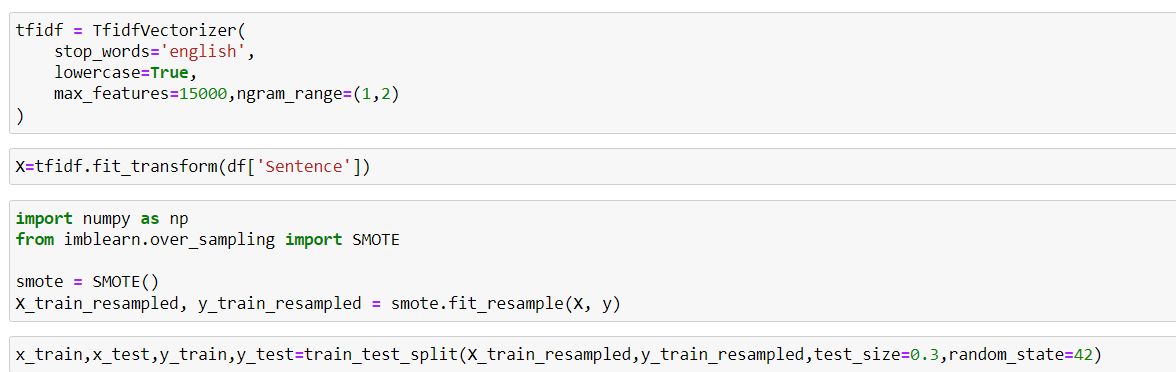 tfidf = TfidfVectorizer(
    stop_words='english',
    lowercase=True,
    max_features=15000,ngram_range=(1,2)
)
X=tfidf.fit_transform(df['Sentence'])
import numpy as np
from imblearn.over_sampling import SMOTE
smote = SMOTE()
X_train_resampled, y_train_resampled = smote.fit_resample(X, y)
x_train,x_test,y_train,y_test=train_test_split(X_train_resampled,y_train_resampled,test_size=0.3,random_state=42)